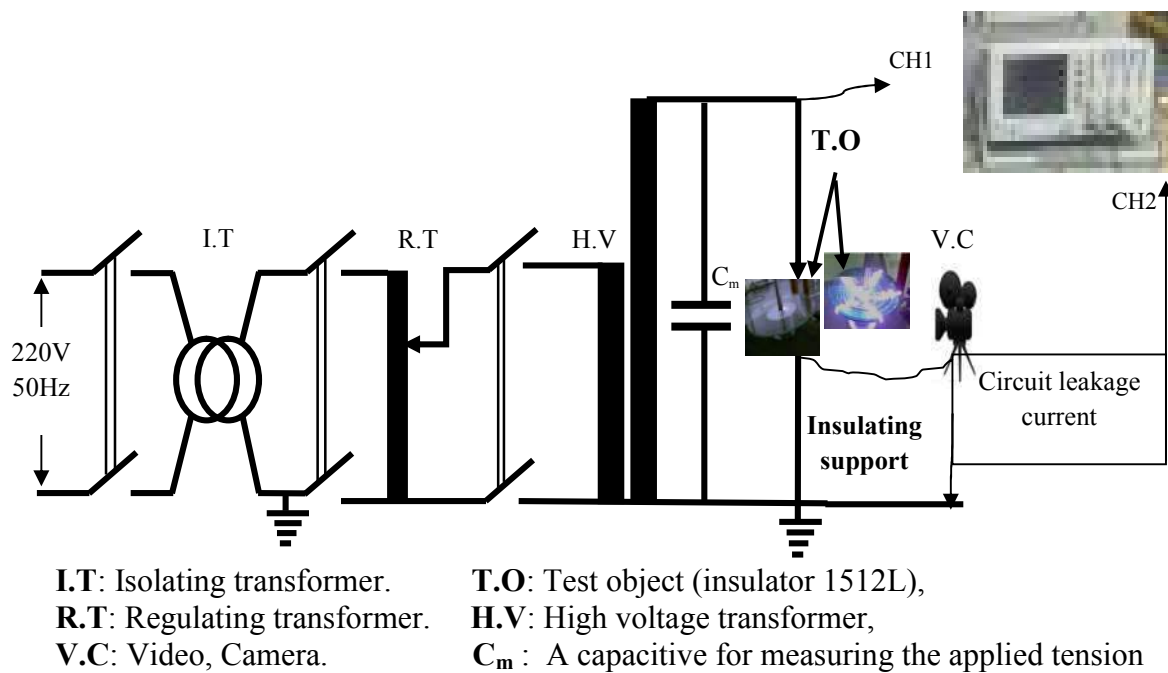 CH1
T.O
CH2
I.T
R.T
H.V
V.C
Cm
220V
50Hz
Circuit leakage
current
Insulating
support
I.T: Isolating transformer.
T.O: Test object (insulator 1512L),
R.T: Regulating transformer.
H.V: High voltage transformer,
V.C: Video, Camera.
Cm : A capacitive for measuring the applied tension